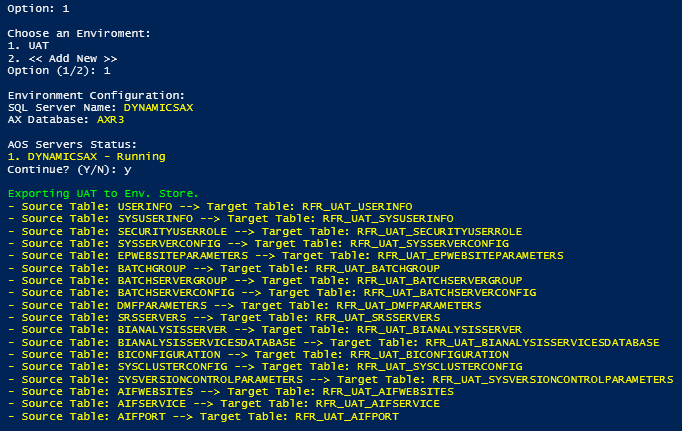 Option: 1
Choose an Enviroment:
1. UAT
2. << Add New >>
Option (1/2): 1
Environment Configuration:
SQL Server Name: DYNAMICSAX
AX Database: AXR3
AOS Servers Status:
1. DYNAMICSAX - Running
Continue? (Y/N): y
Exporting UAT to Env. Store.
- Source Table: USERINFO --> Target Table: RFR_UAT_USERINFO
- Source Table: SYSUSERINFO --> Target Table: RFR_UAT_SYSUSERINFO
- Source Table: SECURITYUSERROLE --> Target Table: RFR_UAT_SECURITYUSERROLE
- Source Table: SYSSERVERCONFIG --> Target Table: RFR_UAT_SYSSERVERCONFIG
- Source Table: EPWEBSITEPARAMETERS --> Target Table: RFR_UAT_EPWEBSITEPARAMETERS
- Source Table: BATCHGROUP --> Target Table: RFR_UAT_BATCHGROUP
- Source Table: BATCHSERVERGROUP --> Target Table: RFR_UAT_BATCHSERVERGROUP
- Source Table: BATCHSERVERCONFIG --> Target Table: RFR_UAT_BATCHSERVERCONFIG
- Source Table: DMFPARAMETERS --> Target Table: RFR_UAT_DMFPARAMETERS
- Source Table: SRSSERVERS --> Target Table: RFR_UAT_SRSSERVERS
- Source Table: BIANALYSISSERVER --> Target Table: RFR_UAT_BIANALYSISSERVER
- Source Table: BIANALYSISSERVICESDATABASE --> Target Table: RFR_UAT_BIANALYSISSERVICESDATABASE
- Source Table: BICONFIGURATION --> Target Table: RFR_UAT_BICONFIGURATION
- Source Table: SYSCLUSTERCONFIG --> Target Table: RFR_UAT_SYSCLUSTERCONFIG
- Source Table: SYSVERSIONCONTROLPARAMETERS --> Target Table: RFR_UAT_SYSVERSIONCONTROLPARAMETERS
- Source Table: AIFWEBSITES --> Target Table: RFR_UAT_AIFWEBSITES
- Source Table: AIFSERVICE --> Target Table: RFR_UAT_AIFSERVICE
- Source Table: AIFPORT --> Target Table: RFR_UAT_AIFPORT